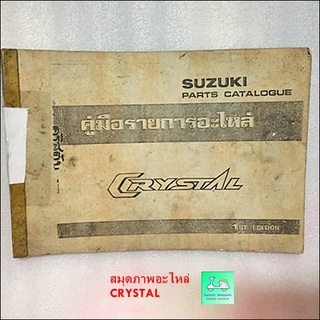 SUZUKI
PARTS CATALOGUE
คู่มือรายการอะไหล่
CRYSTAL
1ST EDITION
สมุดภาพอะไหล่
CRYSTAL